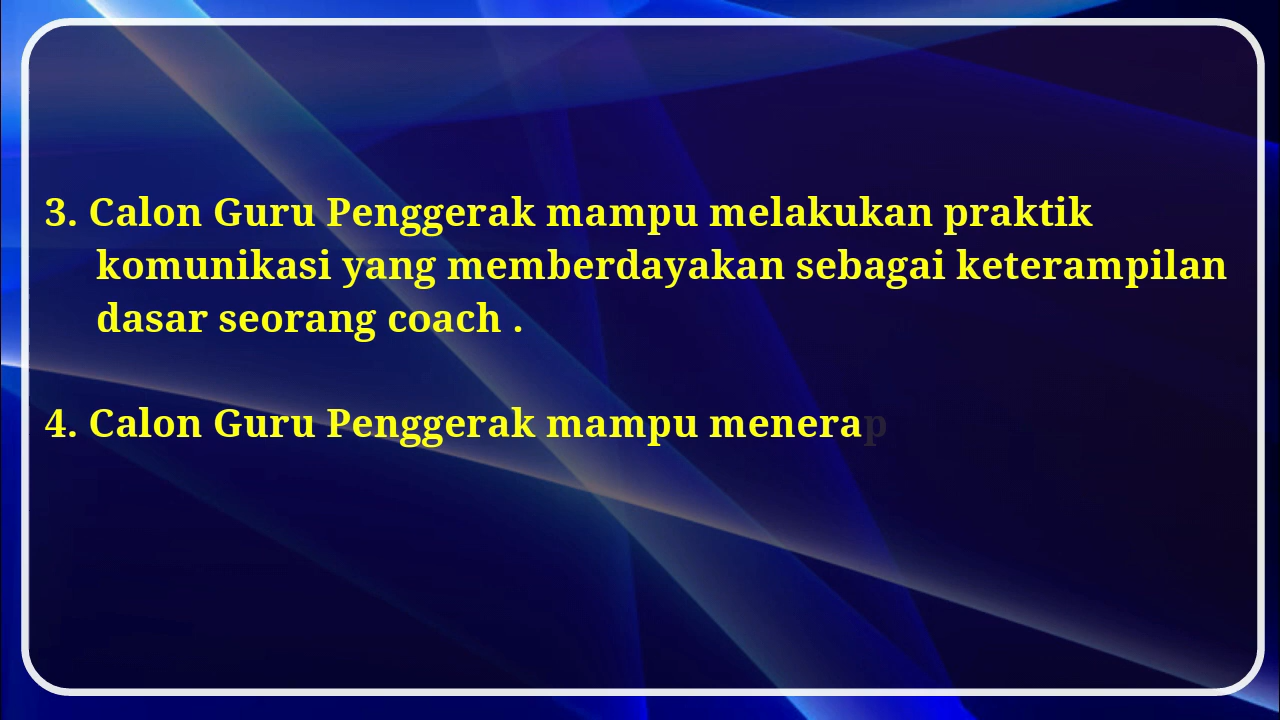 3. Calon Guru Penggerak mampu melakukan praktik
komunikasi yang memberdayakan sebagai keterampilan
dasar seorang coach .
4. Calon Guru Penggerak mampu menerap